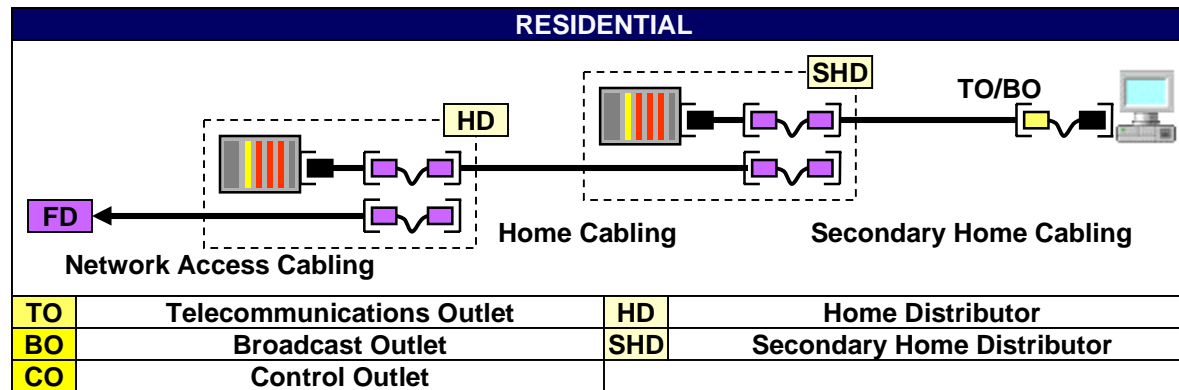 RESIDENTIAL
SHD
TO/BO
HD
FD
Home Cabling
Secondary Home Cabling
Network Access Cabling
TO Telecommunications Outlet HD Home Distributor
BO Broadcast Outlet SHD Secondary Home Distributor
CO Control Outlet